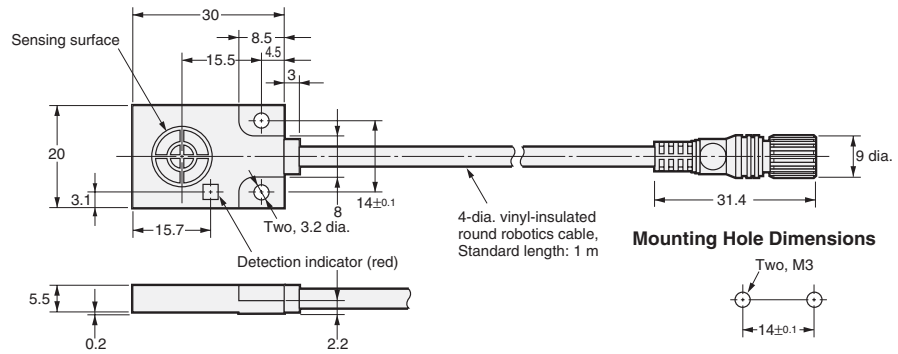 30
8.5
Sensing surface
15.5
4.5
3
20
9 dia.
3.1
8
14±0.1
31.4
Two, 3.2 dia.
15.7
4-dia. vinyl-insulated
round robotics cable,
Standard length: 1 m
Mounting Hole Dimensions
Detection indicator (red)
Two, M3
5.5
14±0.1
0.2
2.2